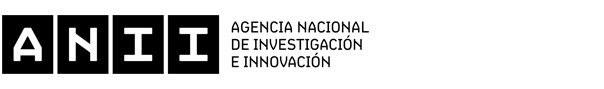 ANII
AGENCIA NACIONAL
DE INVESTIGACIÓN
E INNOVACIÓN